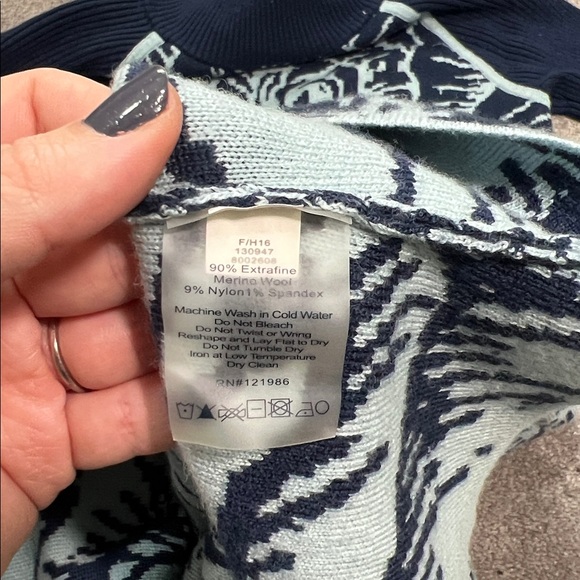 F/H16
130947
8002608
90% Extrafine
Merino Wool
9% Nylon1% Spandex
Machine Wash in Cold Water
Do Not Bleach
Do Not Twist or Wring
Reshape and Lay Flat to Dry
Do Not Tumble Dry
Iron at Low Temperature
Dry Clean
RN#121986